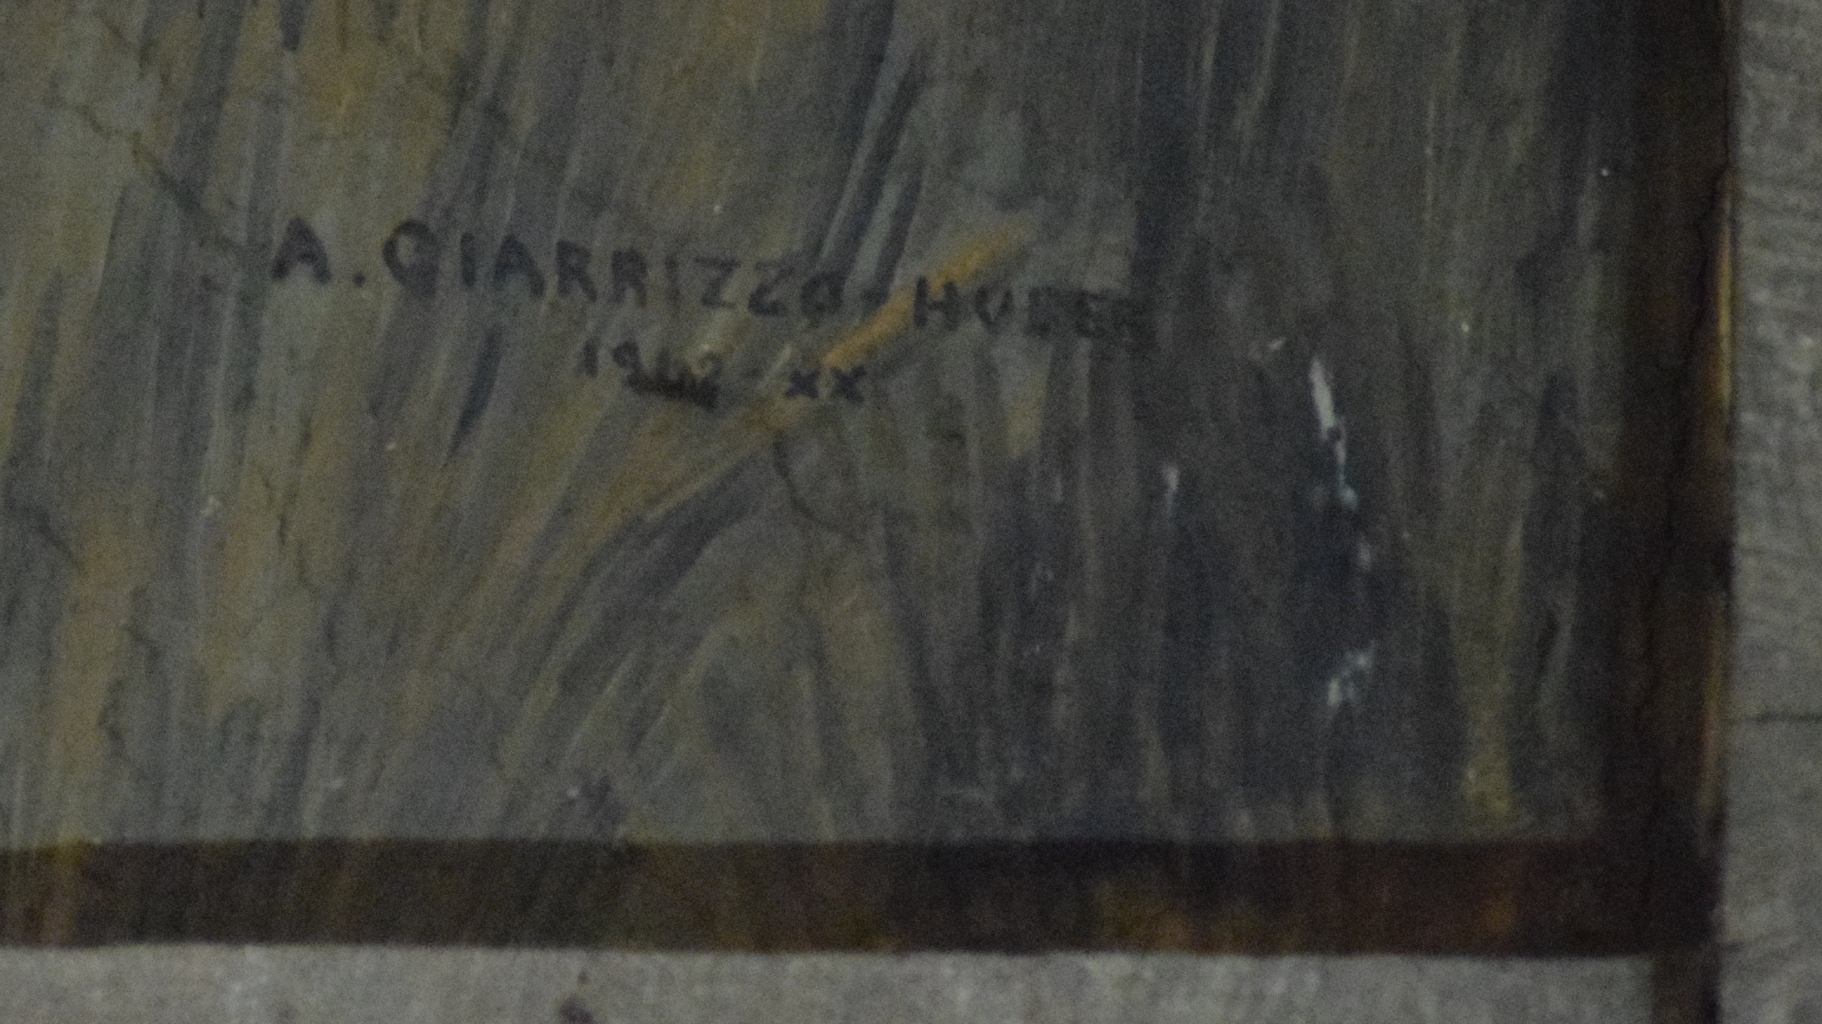 A. GIARRIZZO-HUBER
1942 XX